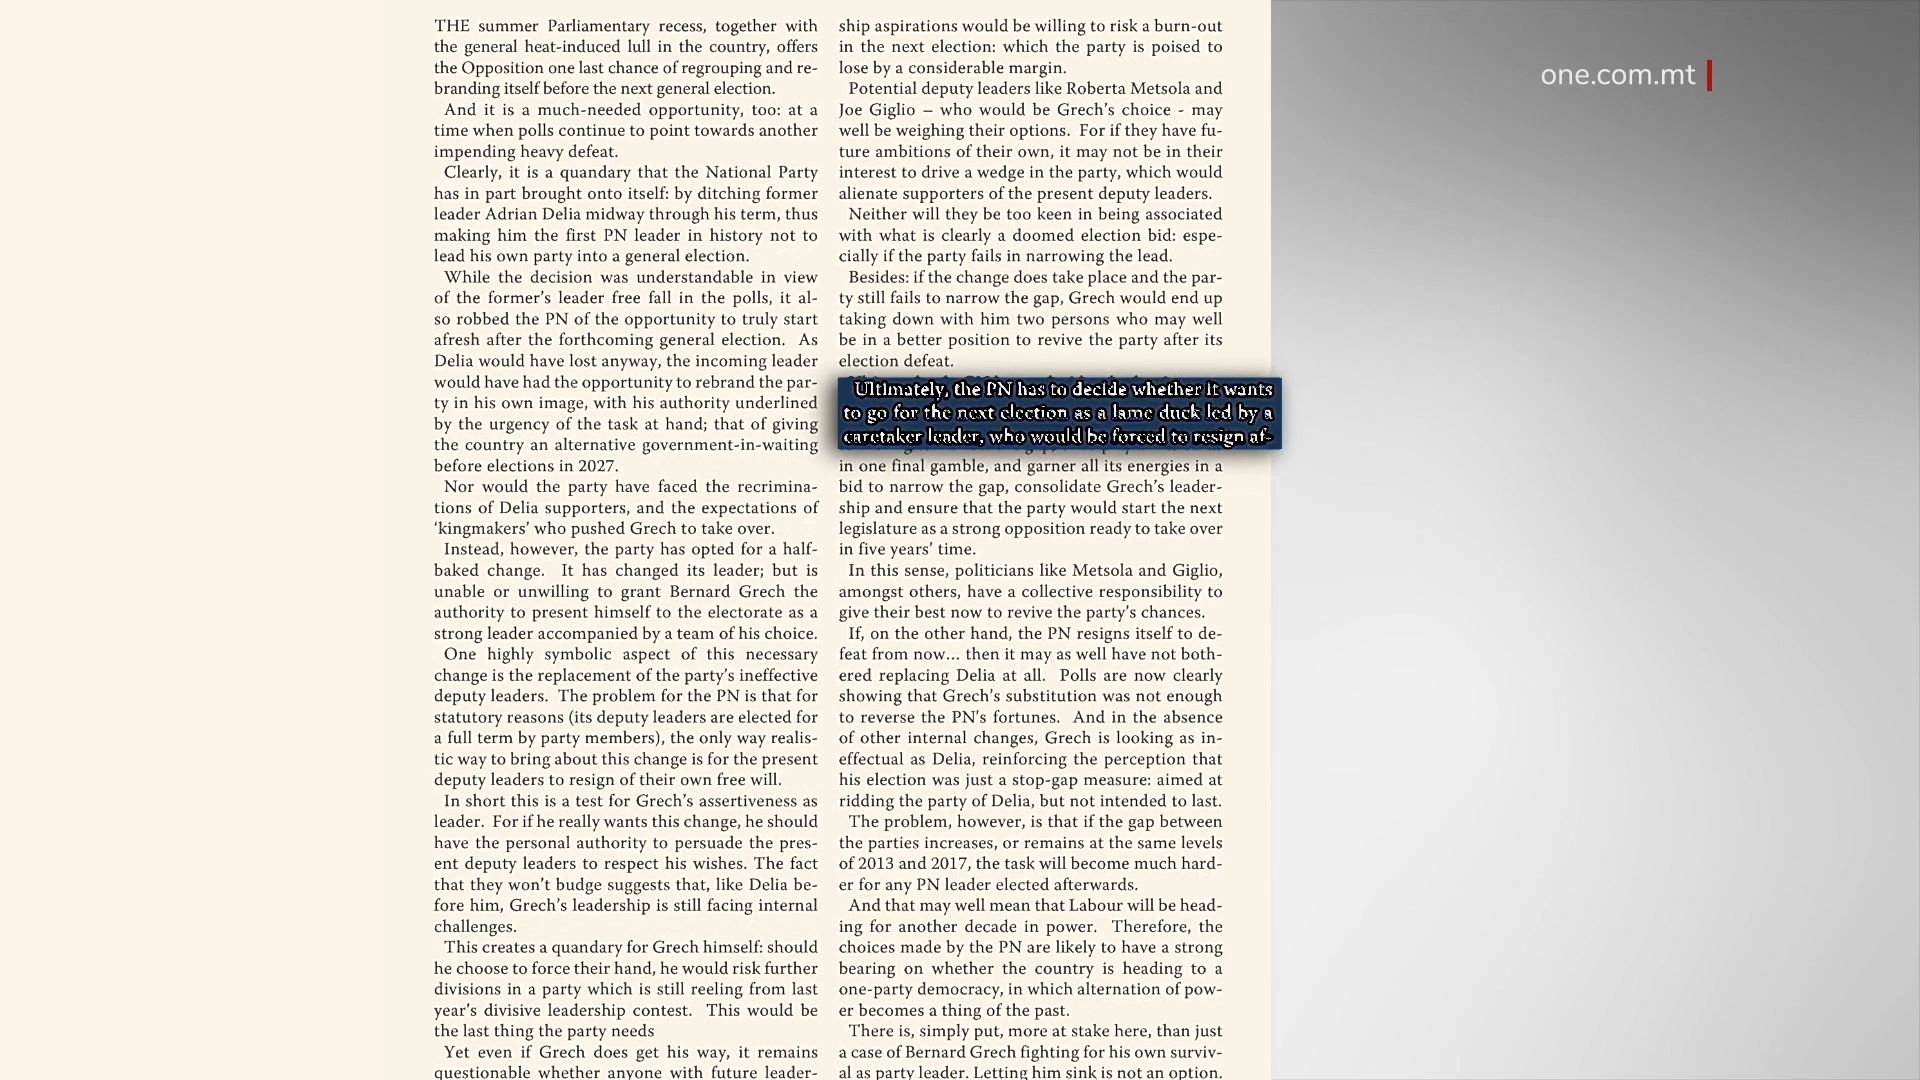 THE summer Parliamentary recess, together with
the general heat-induced lull in the country, offers
the Opposition one last chance of regrouping and re-
branding itself before the next general election.
And it is a much-needed opportunity, too: at a
time when polls continue to point towards another
impending heavy defeat.
Clearly, it is a quandary that the National Party
has in part brought onto itself: by ditching former
leader Adrian Delia midway through his term, thus
making him the first PN leader in history not to
lead his own party into a general election.
While the decision was understandable in view
of the former's leader free fall in the polls, it al-
so robbed the PN of the opportunity to truly start
afresh after the forthcoming general election. As
Delia would have lost anyway, the incoming leader
would have had the opportunity to rebrand the par-
ty in his own image, with his authority underlined
by the urgency of the task at hand; that of giving
the country an alternative government-in-waiting
before elections in 2027.
Nor would the party have faced the recrimina-
tions of Delia supporters, and the expectations of
‘kingmakers’ who pushed Grech to take over.
Instead, however, the party has opted for a half-
baked change. It has changed its leader; but is
unable or unwilling to grant Bernard Grech the
authority to present himself to the electorate as a
strong leader accompanied by a team of his choice.
One highly symbolic aspect of this necessary
change is the replacement of the party's ineffective
deputy leaders. The problem for the PN is that for
statutory reasons (its deputy leaders are elected for
a full term by party members), the only way realis-
tic way to bring about this change is for the present
deputy leaders to resign of their own free will.
In short this is a test for Grech's assertiveness as
leader. For if he really wants this change, he should
have the personal authority to persuade the pres-
ent deputy leaders to respect his wishes. The fact
that they won't budge suggests that, like Delia be-
fore him, Grech's leadership is still facing internal
challenges.
This creates a quandary for Grech himself: should
he choose to force their hand, he would risk further
divisions in a party which is still reeling from last
year's divisive leadership contest. This would be
the last thing the party needs
Yet even if Grech does get his way, it remains
questionable whether anyone with future leader-
ship aspirations would be willing to risk a burn-out
in the next election: which the party is poised to
lose by a considerable margin.
Potential deputy leaders like Roberta Metsola and
Joe Giglio – who would be Grech's choice - may
well be weighing their options. For if they have fu-
ture ambitions of their own, it may not be in their
interest to drive a wedge in the party, which would
alienate supporters of the present deputy leaders.
Neither will they be too keen in being associated
with what is clearly a doomed election bid: espe-
cially if the party fails in narrowing the lead.
Besides: if the change does take place and the par-
ty still fails to narrow the gap, Grech would end up
taking down with him two persons who may well
be in a better position to revive the party after its
election defeat.
Ultimately, the PN has to decide whether it wants
to go for the next election as a lame duck led by a
caretaker leader, who would be forced to resign af-
in one final gamble, and garner all its energies in a
bid to narrow the gap, consolidate Grech's leader-
ship and ensure that the party would start the next
legislature as a strong opposition ready to take over
in five years' time.
In this sense, politicians like Metsola and Giglio,
amongst others, have a collective responsibility to
give their best now to revive the party's chances.
If, on the other hand, the PN resigns itself to de-
feat from now... then it may as well have not both-
ered replacing Delia at all. Polls are now clearly
showing that Grech's substitution was not enough
to reverse the PN's fortunes. And in the absence
of other internal changes, Grech is looking as in-
effectual as Delia, reinforcing the perception that
his election was just a stop-gap measure: aimed at
ridding the party of Delia, but not intended to last.
The problem, however, is that if the gap between
the parties increases, or remains at the same levels
of 2013 and 2017, the task will become much hard-
er for any PN leader elected afterwards.
And that may well mean that Labour will be head-
ing for another decade in power. Therefore, the
choices made by the PN are likely to have a strong
bearing on whether the country is heading to a
one-party democracy, in which alternation of pow-
er becomes a thing of the past.
There is, simply put, more at stake here, than just
a case of Bernard Grech fighting for his own surviv-
al as party leader. Letting him sink is not an option.
one.com.mt